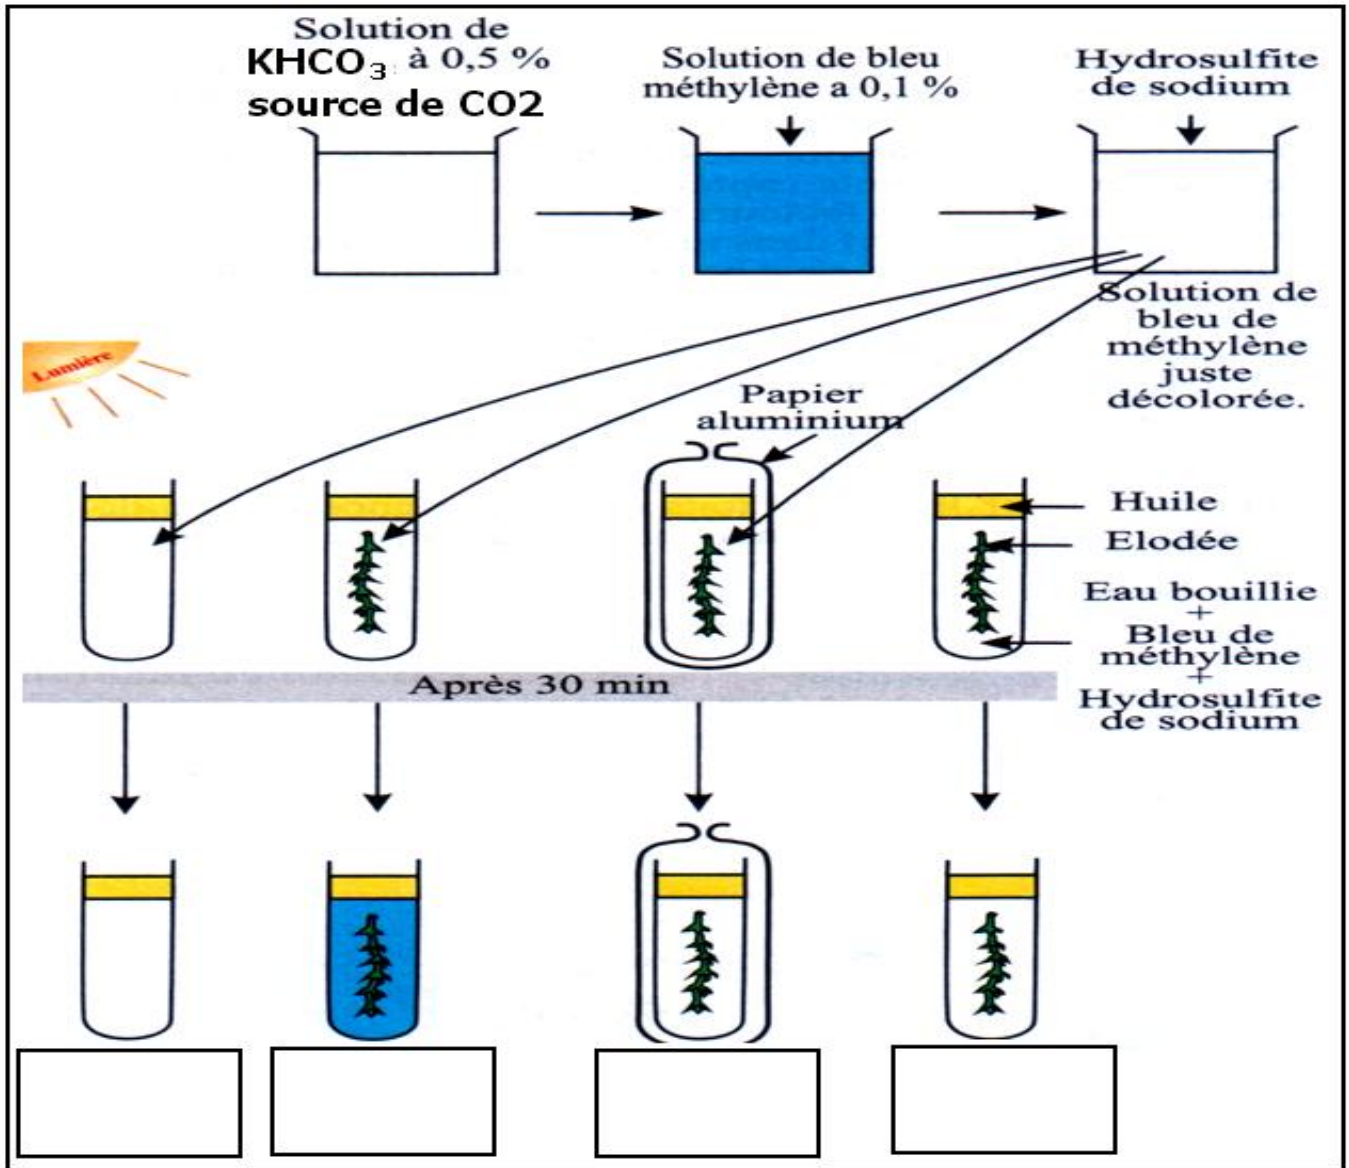 Solution de
KHCO3 à 0,5 %
source de CO2
Solution de bleu
méthylène a 0,1 %
Hydrosulfite
de sodium
Solution de
bleu de
méthylène
juste
décolorée.
Lumière
Papier
aluminium
Huile
Elodée
Eau bouillie
+
Bleu de
méthylène
+
Hydrosulfite
de sodium
Après 30 min